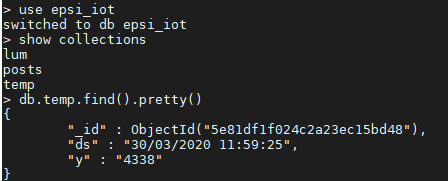 > use epsi_iot
switched to db epsi_iot
> show collections
lum
posts
temp
> db.temp.find().pretty()
{
        "_id" : ObjectId("5e81df1f024c2a23ec15bd48"),
        "ds" : "30/03/2020 11:59:25",
        "y" : "4338"
}